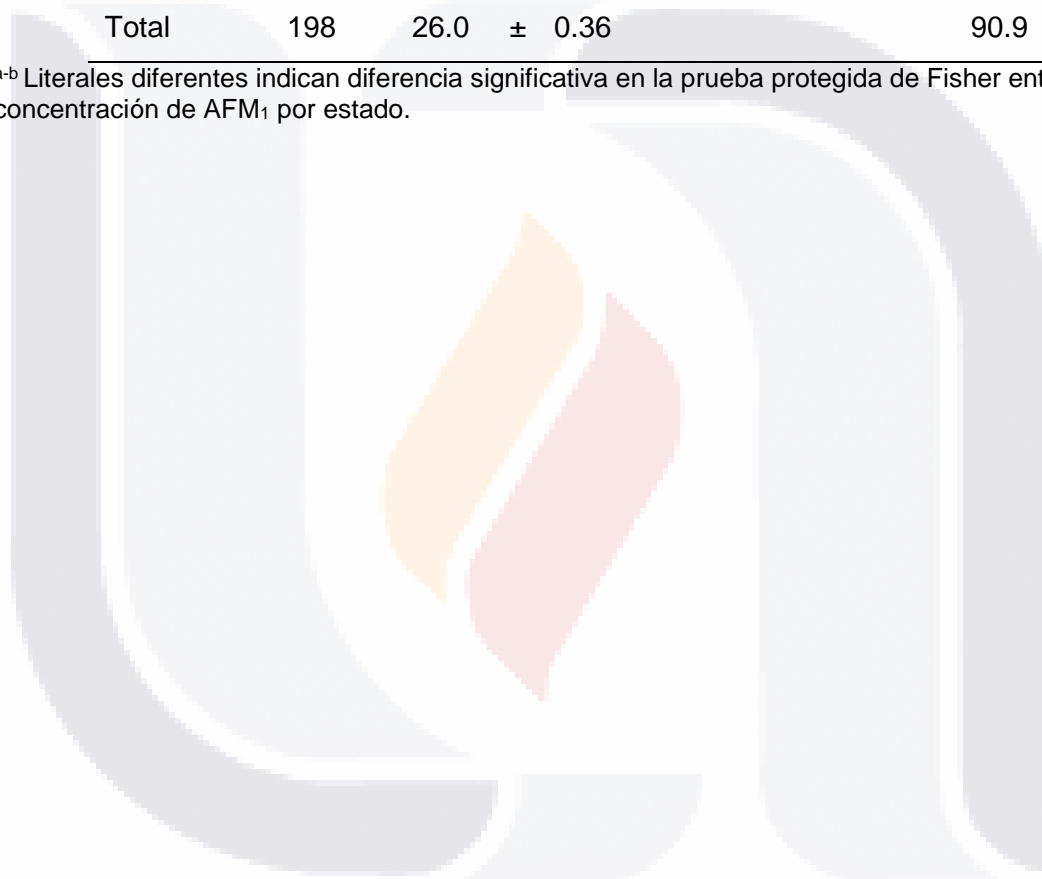 Total 198 26.0 ± 0.36 90.9
a-b Literales diferentes indican diferencia significativa en la prueba protegida de Fisher
concentración de AFM1 por estado.